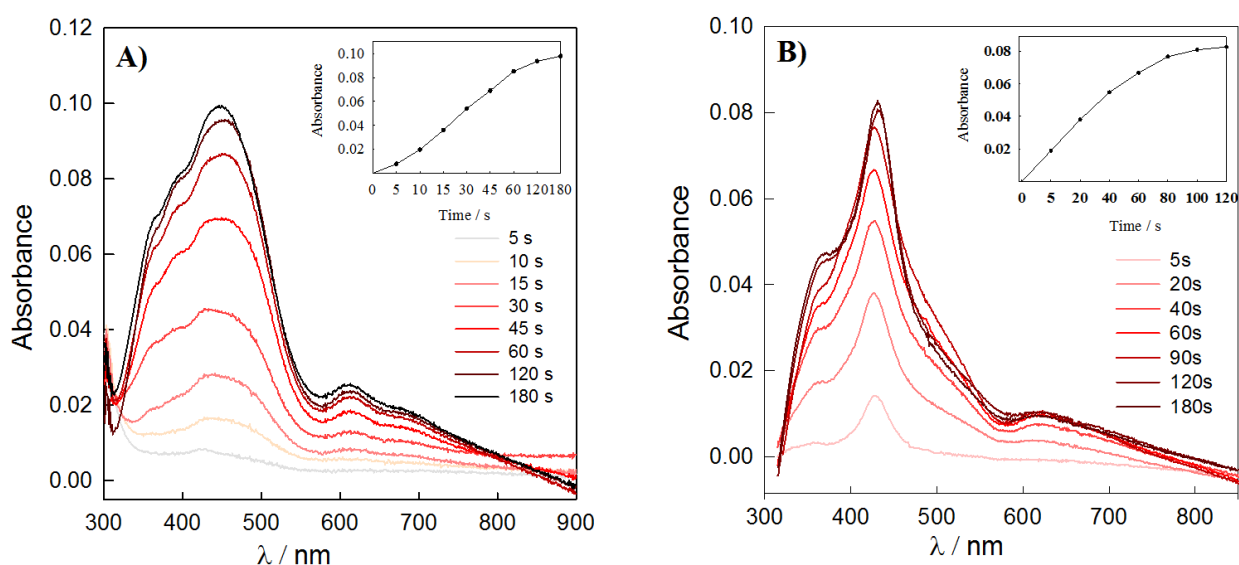 A)
0.12
0.10
0.08
0.06
0.04
0.02
0.00
Absorbance
300 400 500 600 700 800 900
λ / nm
0.10
0.08
0.06
0.04
0.02
Absorbance
0 5 10 15 30 45 60 120 180
Time / s
5 s
10 s
15 s
30 s
45 s
60 s
120 s
180 s
B)
0.10
0.08
0.06
0.04
0.02
0.00
Absorbance
300 400 500 600 700 800
λ / nm
0.08
0.06
0.04
0.02
Absorbance
0 5 20 40 60 80 100 120
Time / s
5s
20s
40s
60s
90s
120s
180s